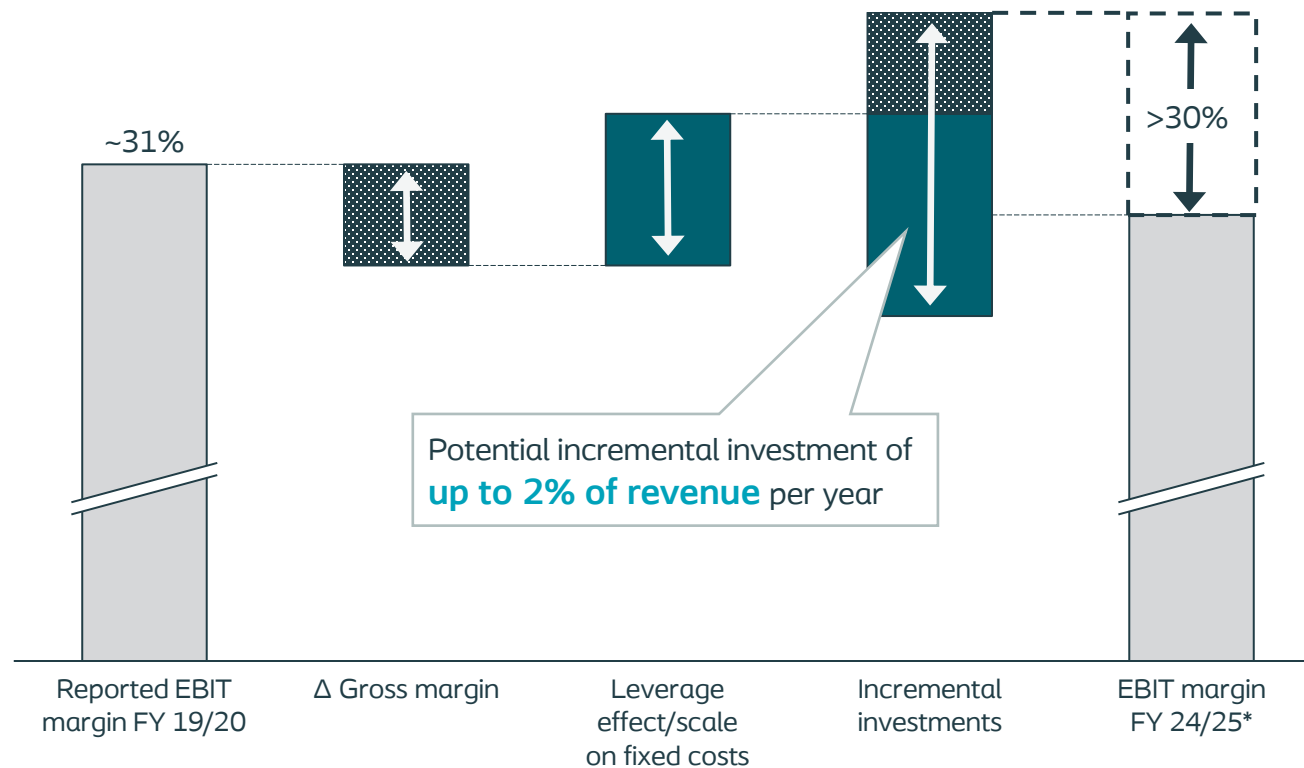 ~31%
>30%
Potential incremental investment of
up to 2% of revenue per year
Reported EBIT
margin FY 19/20
Δ Gross margin
Leverage
effect/scale
on fixed costs
Incremental
investments
EBIT margin
FY 24/25*